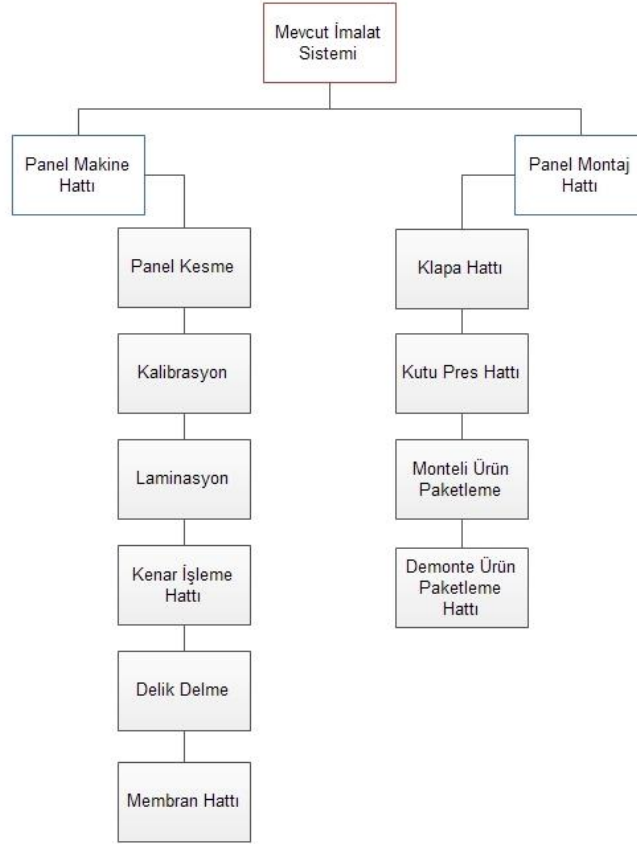 Mevcut İmalat
Sistemi
Panel Makine
Hattı
Panel Montaj
Hattı
Panel Kesme
Kalibrasyon
Laminasyon
Kenar İşleme
Hattı
Delik Delme
Membran Hattı
Klapa Hattı
Kutu Pres Hattı
Monteli Ürün
Paketleme
Demonte Ürün
Paketleme
Hattı